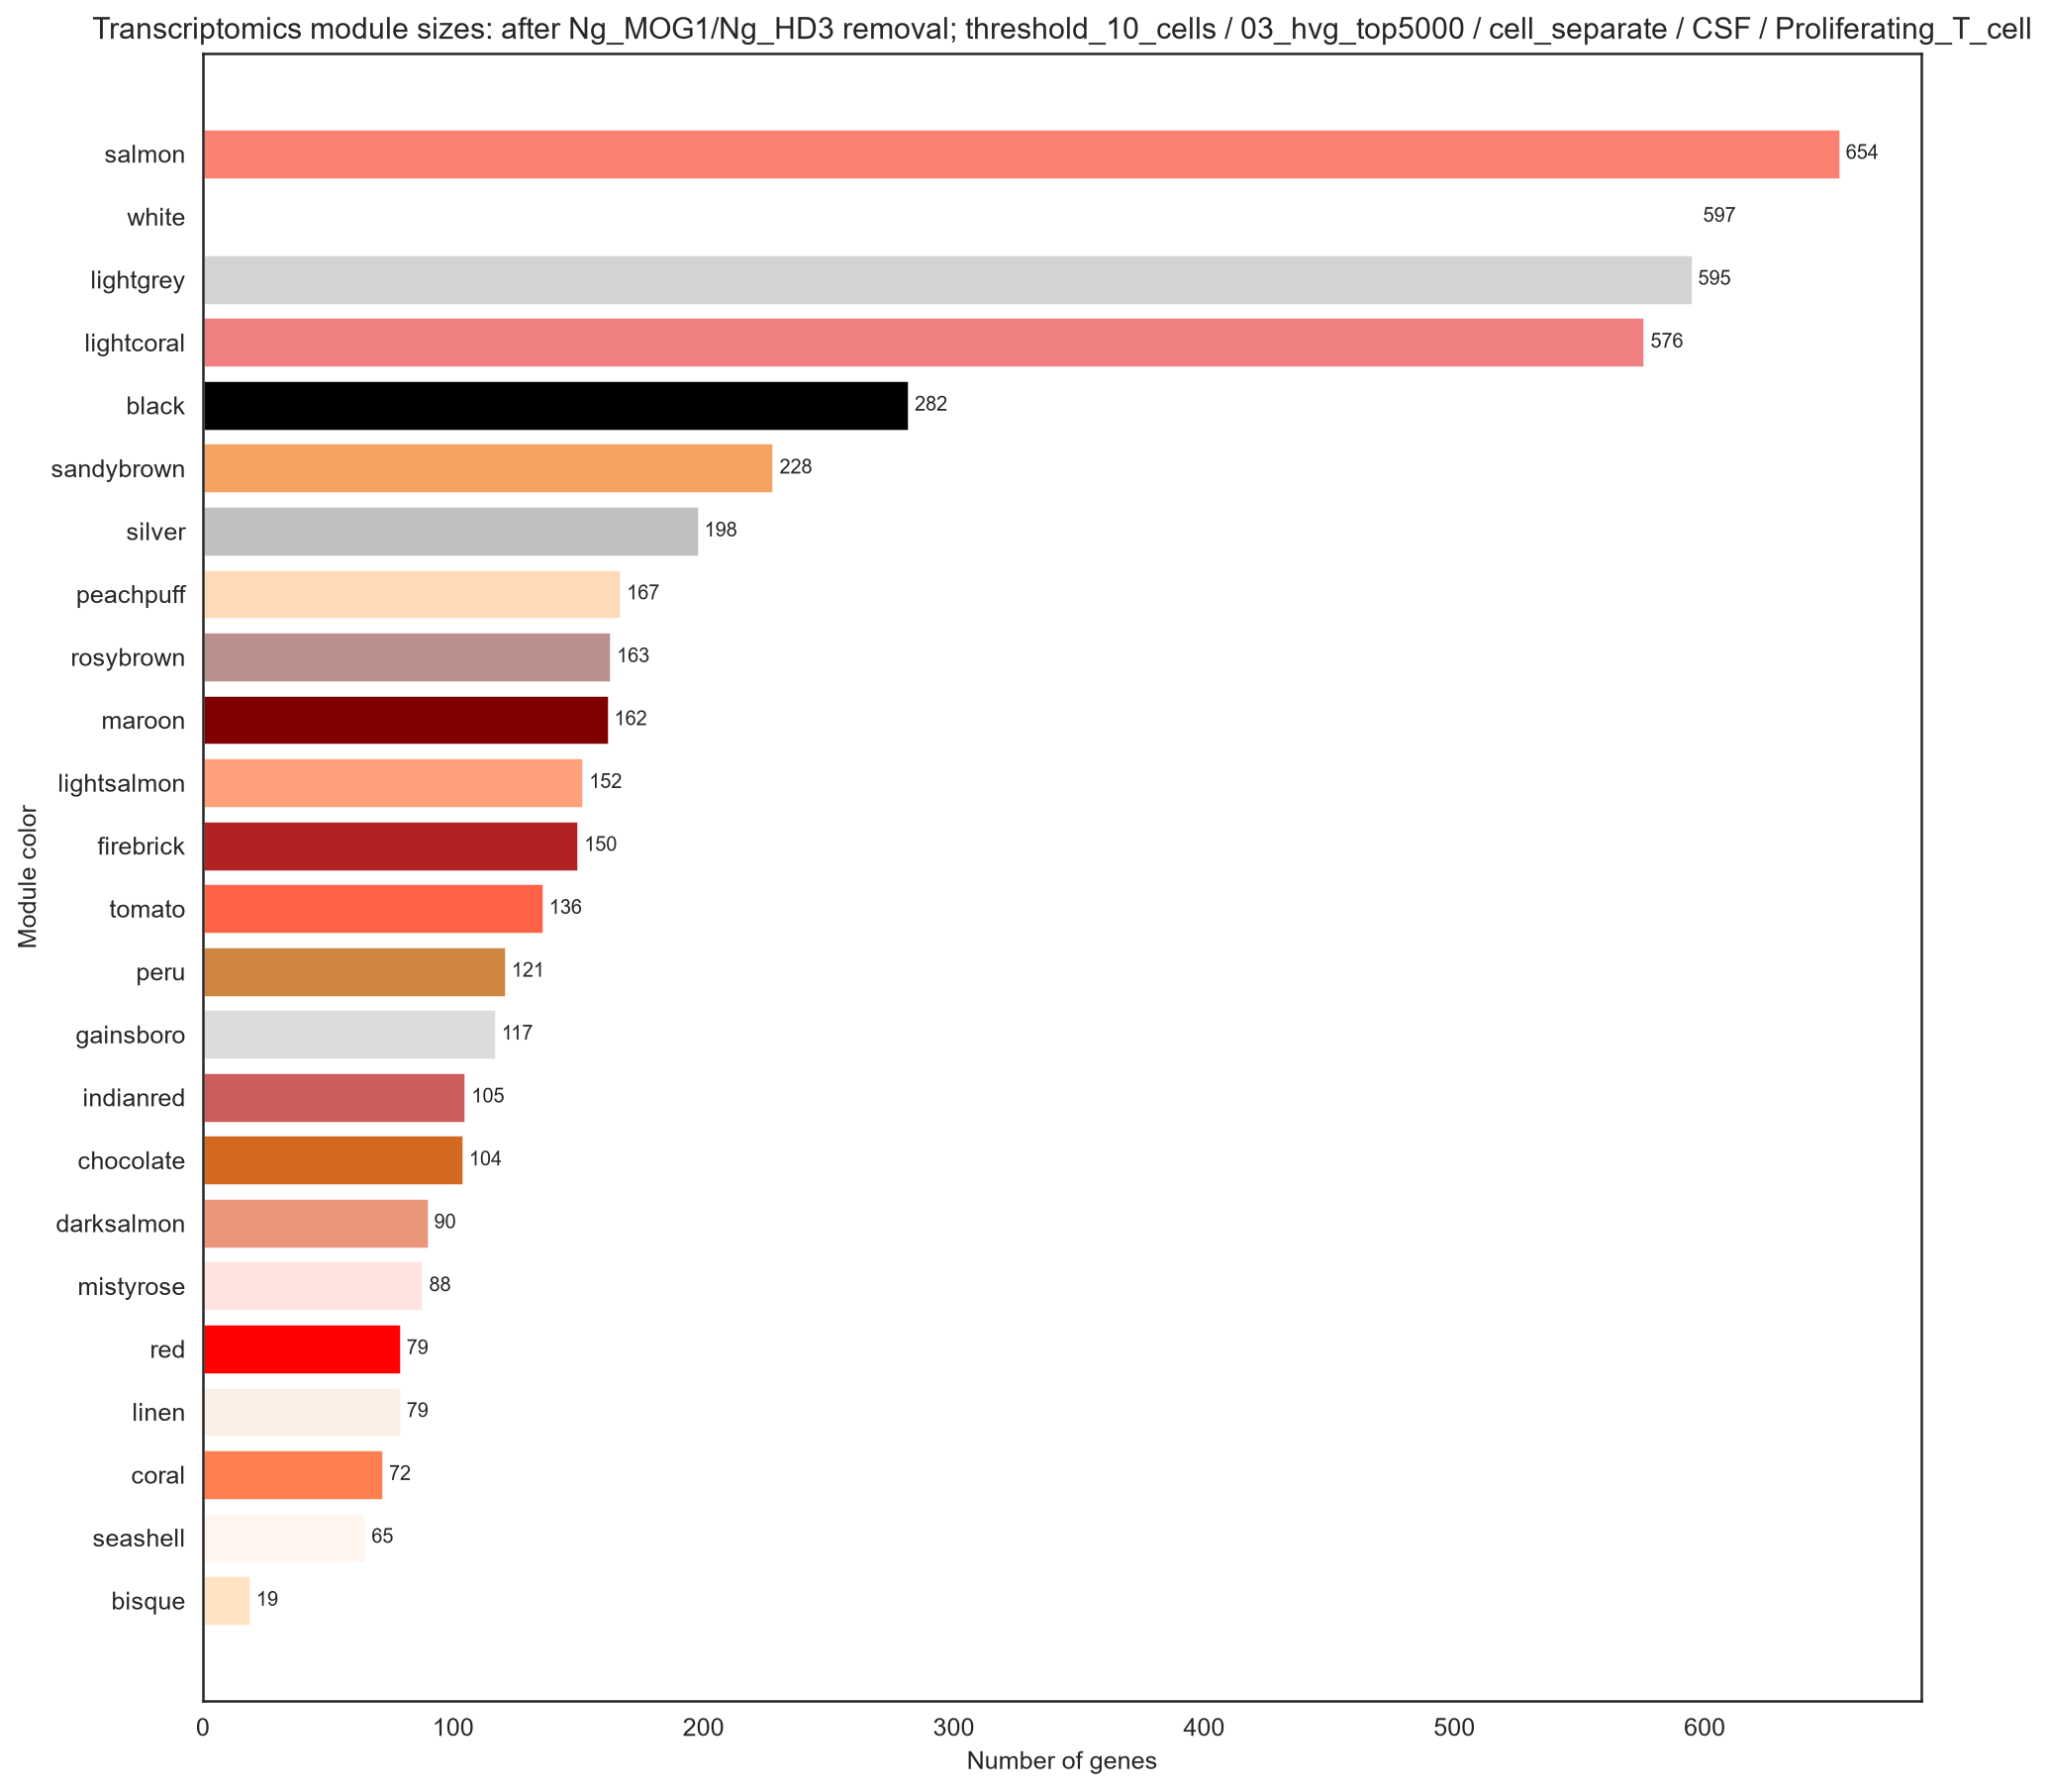 Transcriptomics module sizes: after Ng_MOG1/Ng_HD3 removal; threshold_10_cells / 03_hvg_top5000 / cell_separate / CSF / Proliferating_T_cell
salmon 654
white 597
lightgrey 595
lightcoral 576
black 282
sandybrown 228
silver 198
peachpuff 167
rosybrown 163
maroon 162
lightsalmon 152
firebrick 150
tomato 136
peru 121
gainsboro 117
indianred 105
chocolate 104
darksalmon 90
mistyrose 88
red 79
linen 79
coral 72
seashell 65
bisque 19
Module color
0 100 200 300 400 500 600
Number of genes